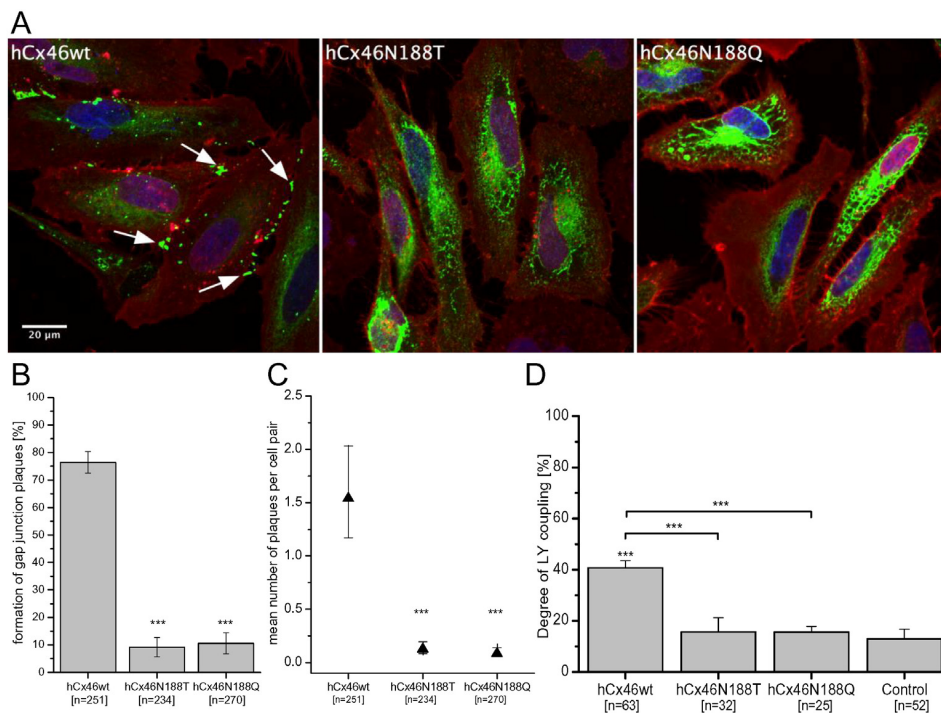 A
hCx46wt
hCx46N188T
hCx46N188Q
20 µm
B
formation of gap junction plaques [%]
100
90
80
70
60
50
40
30
20
10
0
***
***
hCx46wt
hCx46N188T
hCx46N188Q
[n=251]
[n=234]
[n=270]
C
mean number of plaques per cell pair
2.5
2.0
1.5
1.0
0.5
0.0
***
***
hCx46wt
hCx46N188T
hCx46N188Q
[n=251]
[n=234]
[n=270]
D
Degree of LY coupling [%]
100
80
60
40
20
0
***
***
***
hCx46wt
hCx46N188T
hCx46N188Q
Control
[n=63]
[n=32]
[n=25]
[n=52]